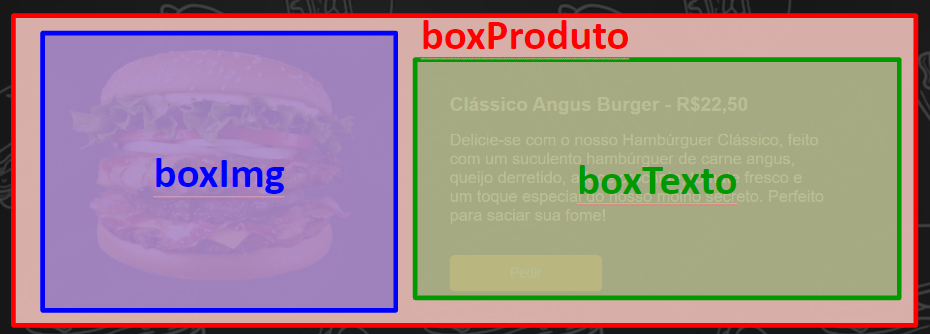 boxProduto
boxImg
Clássico Angus Burger - R$22,50
Delicie-se com o nosso Hambúrguer Clássico, feito
com um suculento hambúrguer de carne angus,
queijo derretido, fresco e
um toque especial do nosso molho secreto. Perfeito
para saciar sua fome!
boxTexto
Pedir